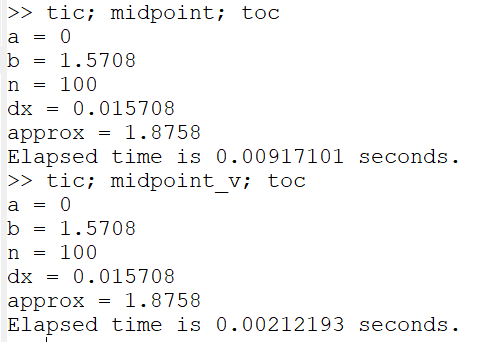 >> tic; midpoint; toc
a = 0
b = 1.5708
n = 100
dx = 0.015708
approx = 1.8758
Elapsed time is 0.00917101 seconds.
>> tic; midpoint_v; toc
a = 0
b = 1.5708
n = 100
dx = 0.015708
approx = 1.8758
Elapsed time is 0.00212193 seconds.